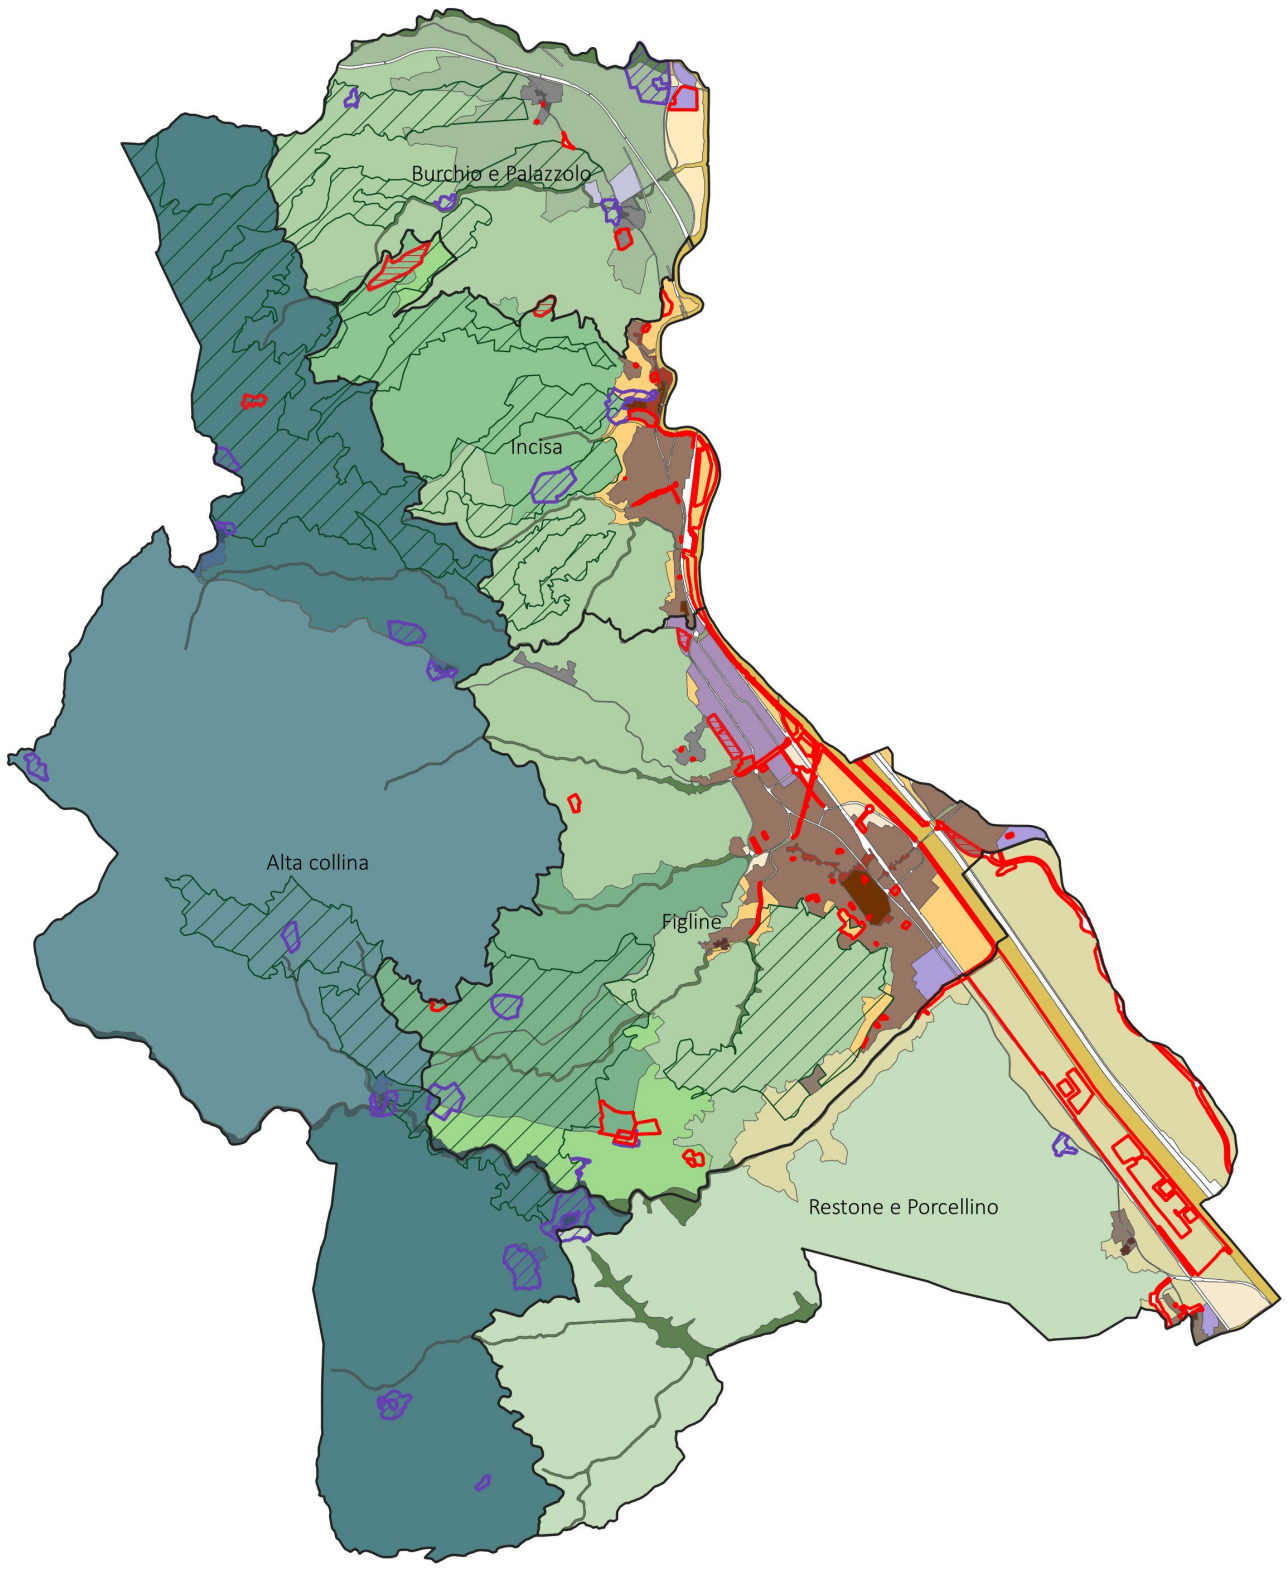 Burchio e Palazzolo
Incisa
Alta collina
Figline
Restone e Porcellino